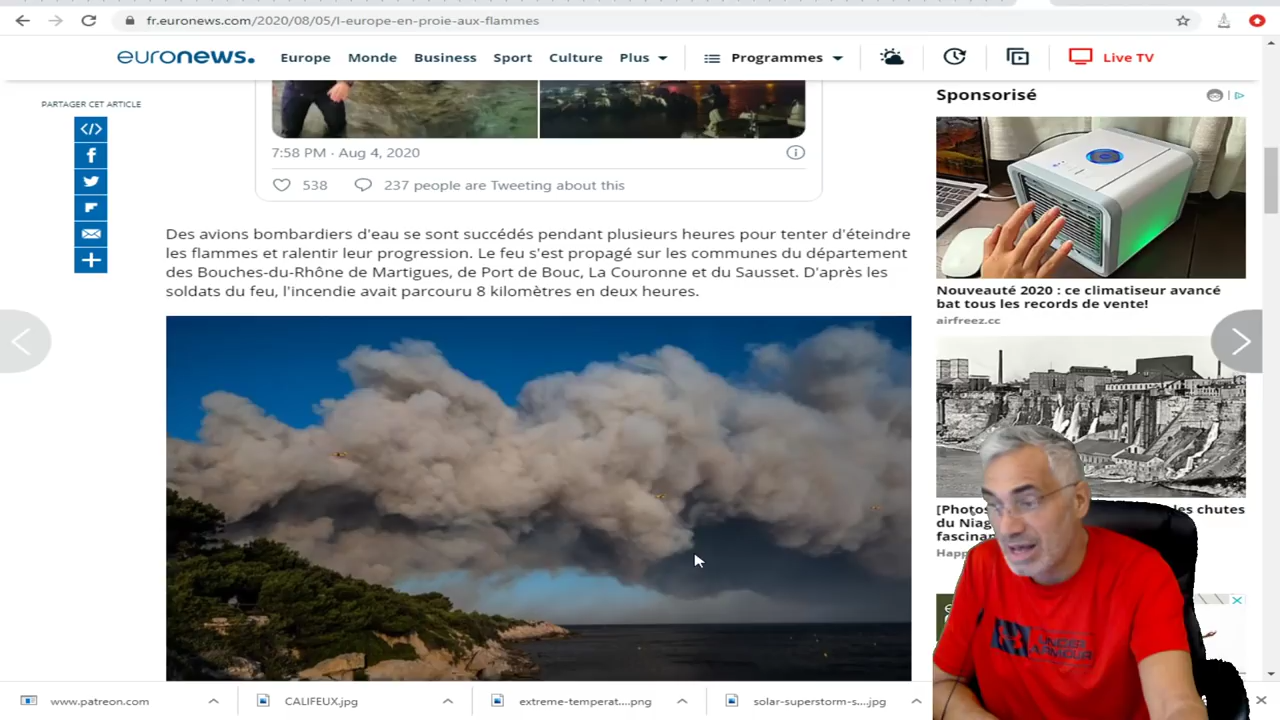 fr.euronews.com/2020/08/05/l-europe-en-proie-aux-flammes
euronews.
Europe Monde Business Sport Culture Plus Programmes Live TV
PARTAGER CET ARTICLE
7:58 PM · Aug 4, 2020
538 237 people are Tweeting about this
Des avions bombardiers d'eau se sont succédés pendant plusieurs heures pour tenter d'éteindre
les flammes et ralentir leur progression. Le feu s'est propagé sur les communes du département
des Bouches-du-Rhône de Martigues, de Port de Bouc, La Couronne et du Sausset. D'après les
soldats du feu, l'incendie avait parcouru 8 kilomètres en deux heures.
Sponsorisé
Nouveauté 2020 : ce climatiseur avancé
bat tous les records de vente!
airfreez.cc
[Photos les chutes
du Niag
fascinan
Happ
UNDER ARMOUR
www.patreon.com CALIFEUX.jpg extreme-temperat....png solar-superstorm-s....jpg